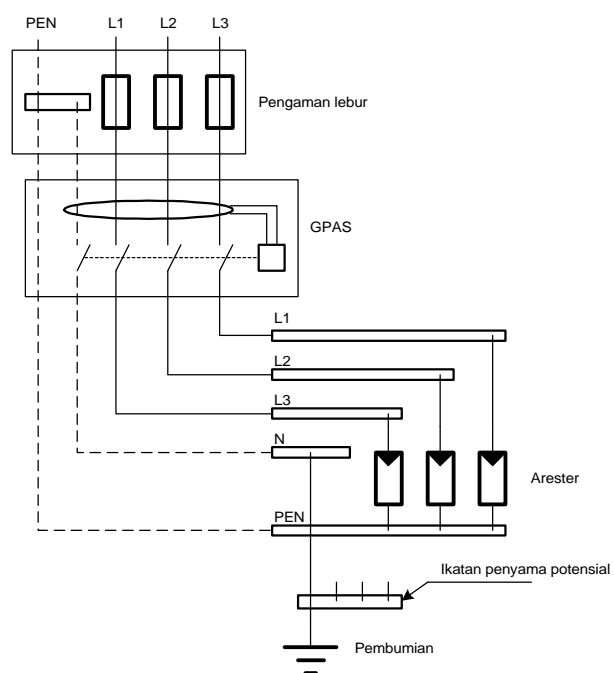 PEN L1 L2 L3
Pengaman lebur
GPAS
L1
L2
L3
N
Arester
PEN
Ikatan penyama potensial
Pembumian